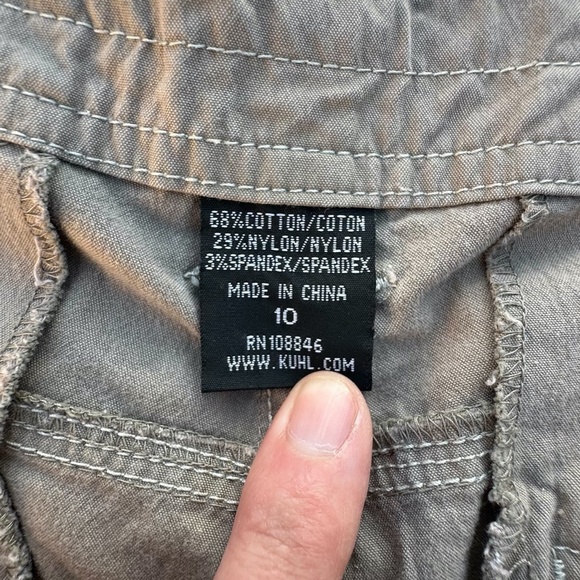 68%COTTON/COTON
29%NYLON/NYLON
3%SPANDEX/SPANDEX
MADE IN CHINA
10
RN108846
WWW.KUHL.COM